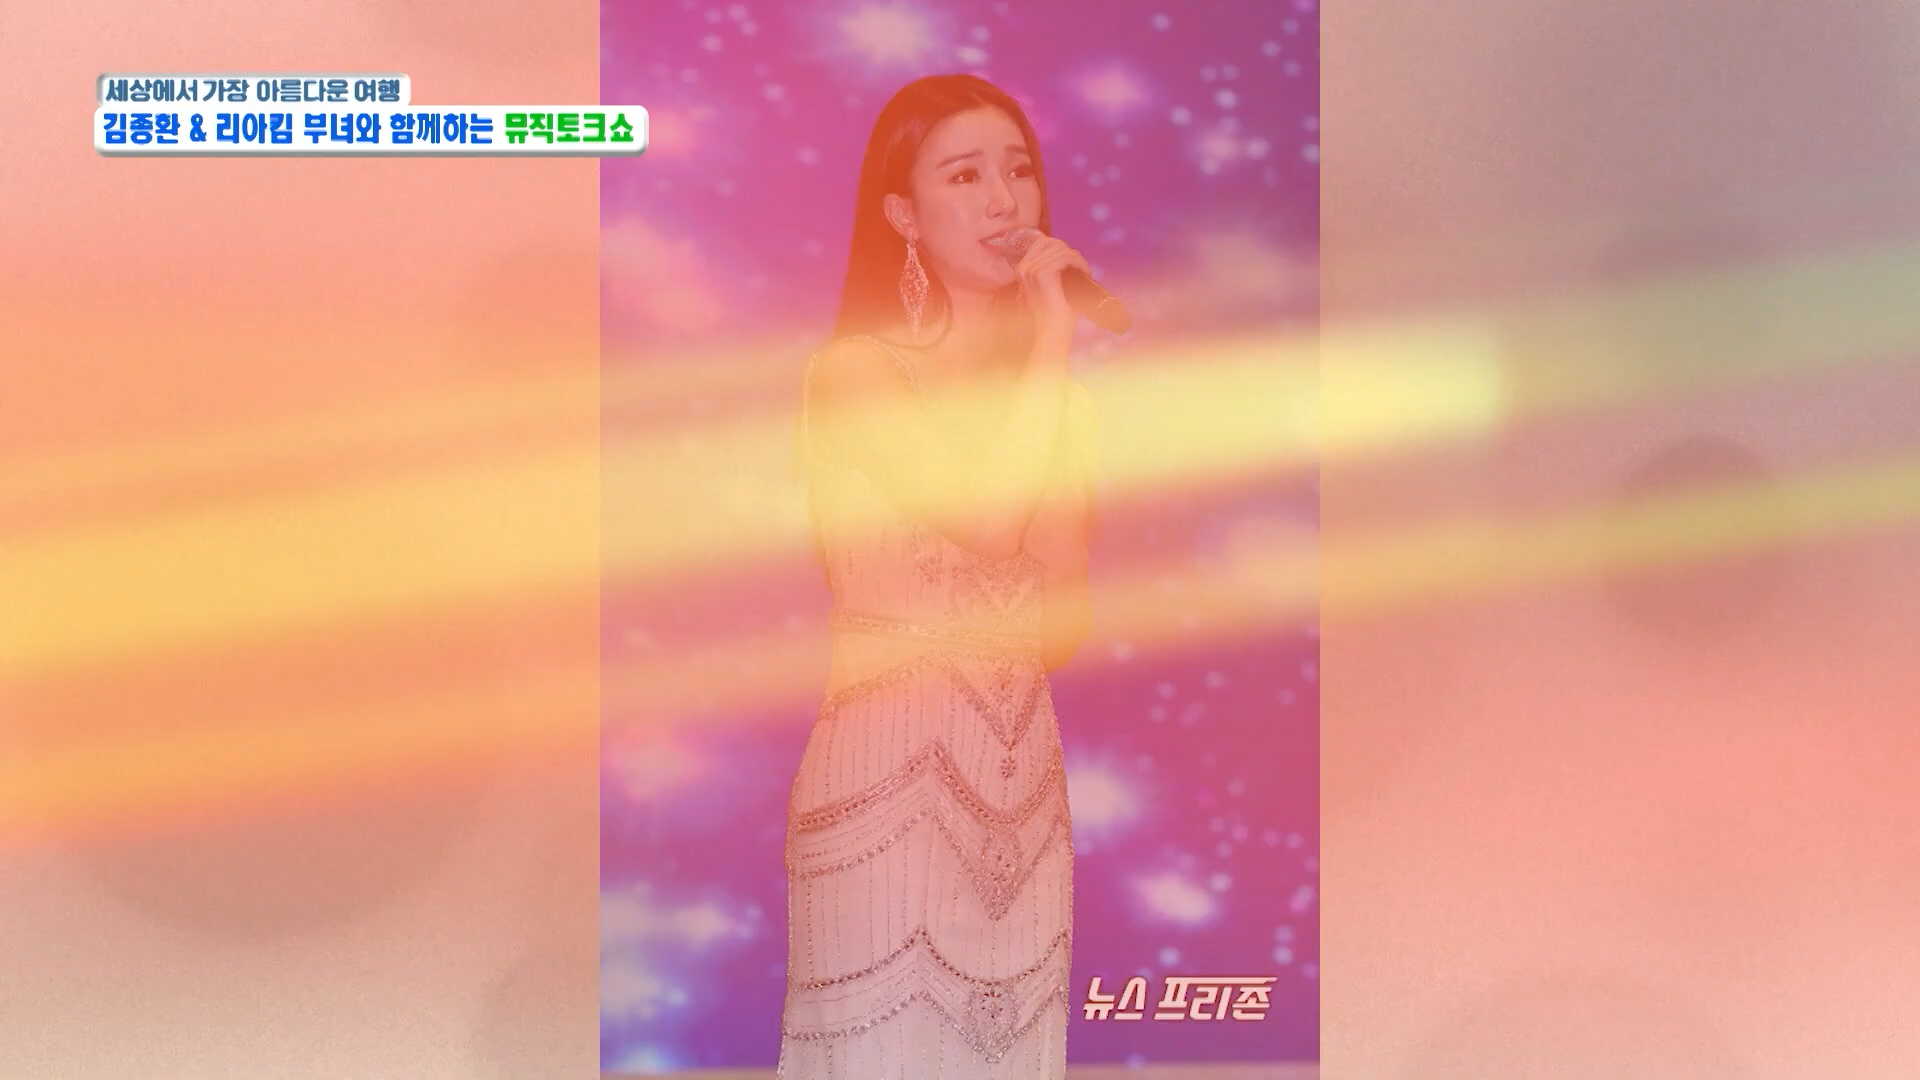 세상에서 가장 아름다운 여행
김종환 & 리아킴 부녀와 함께하는 뮤직토크쇼
뉴스 프리존